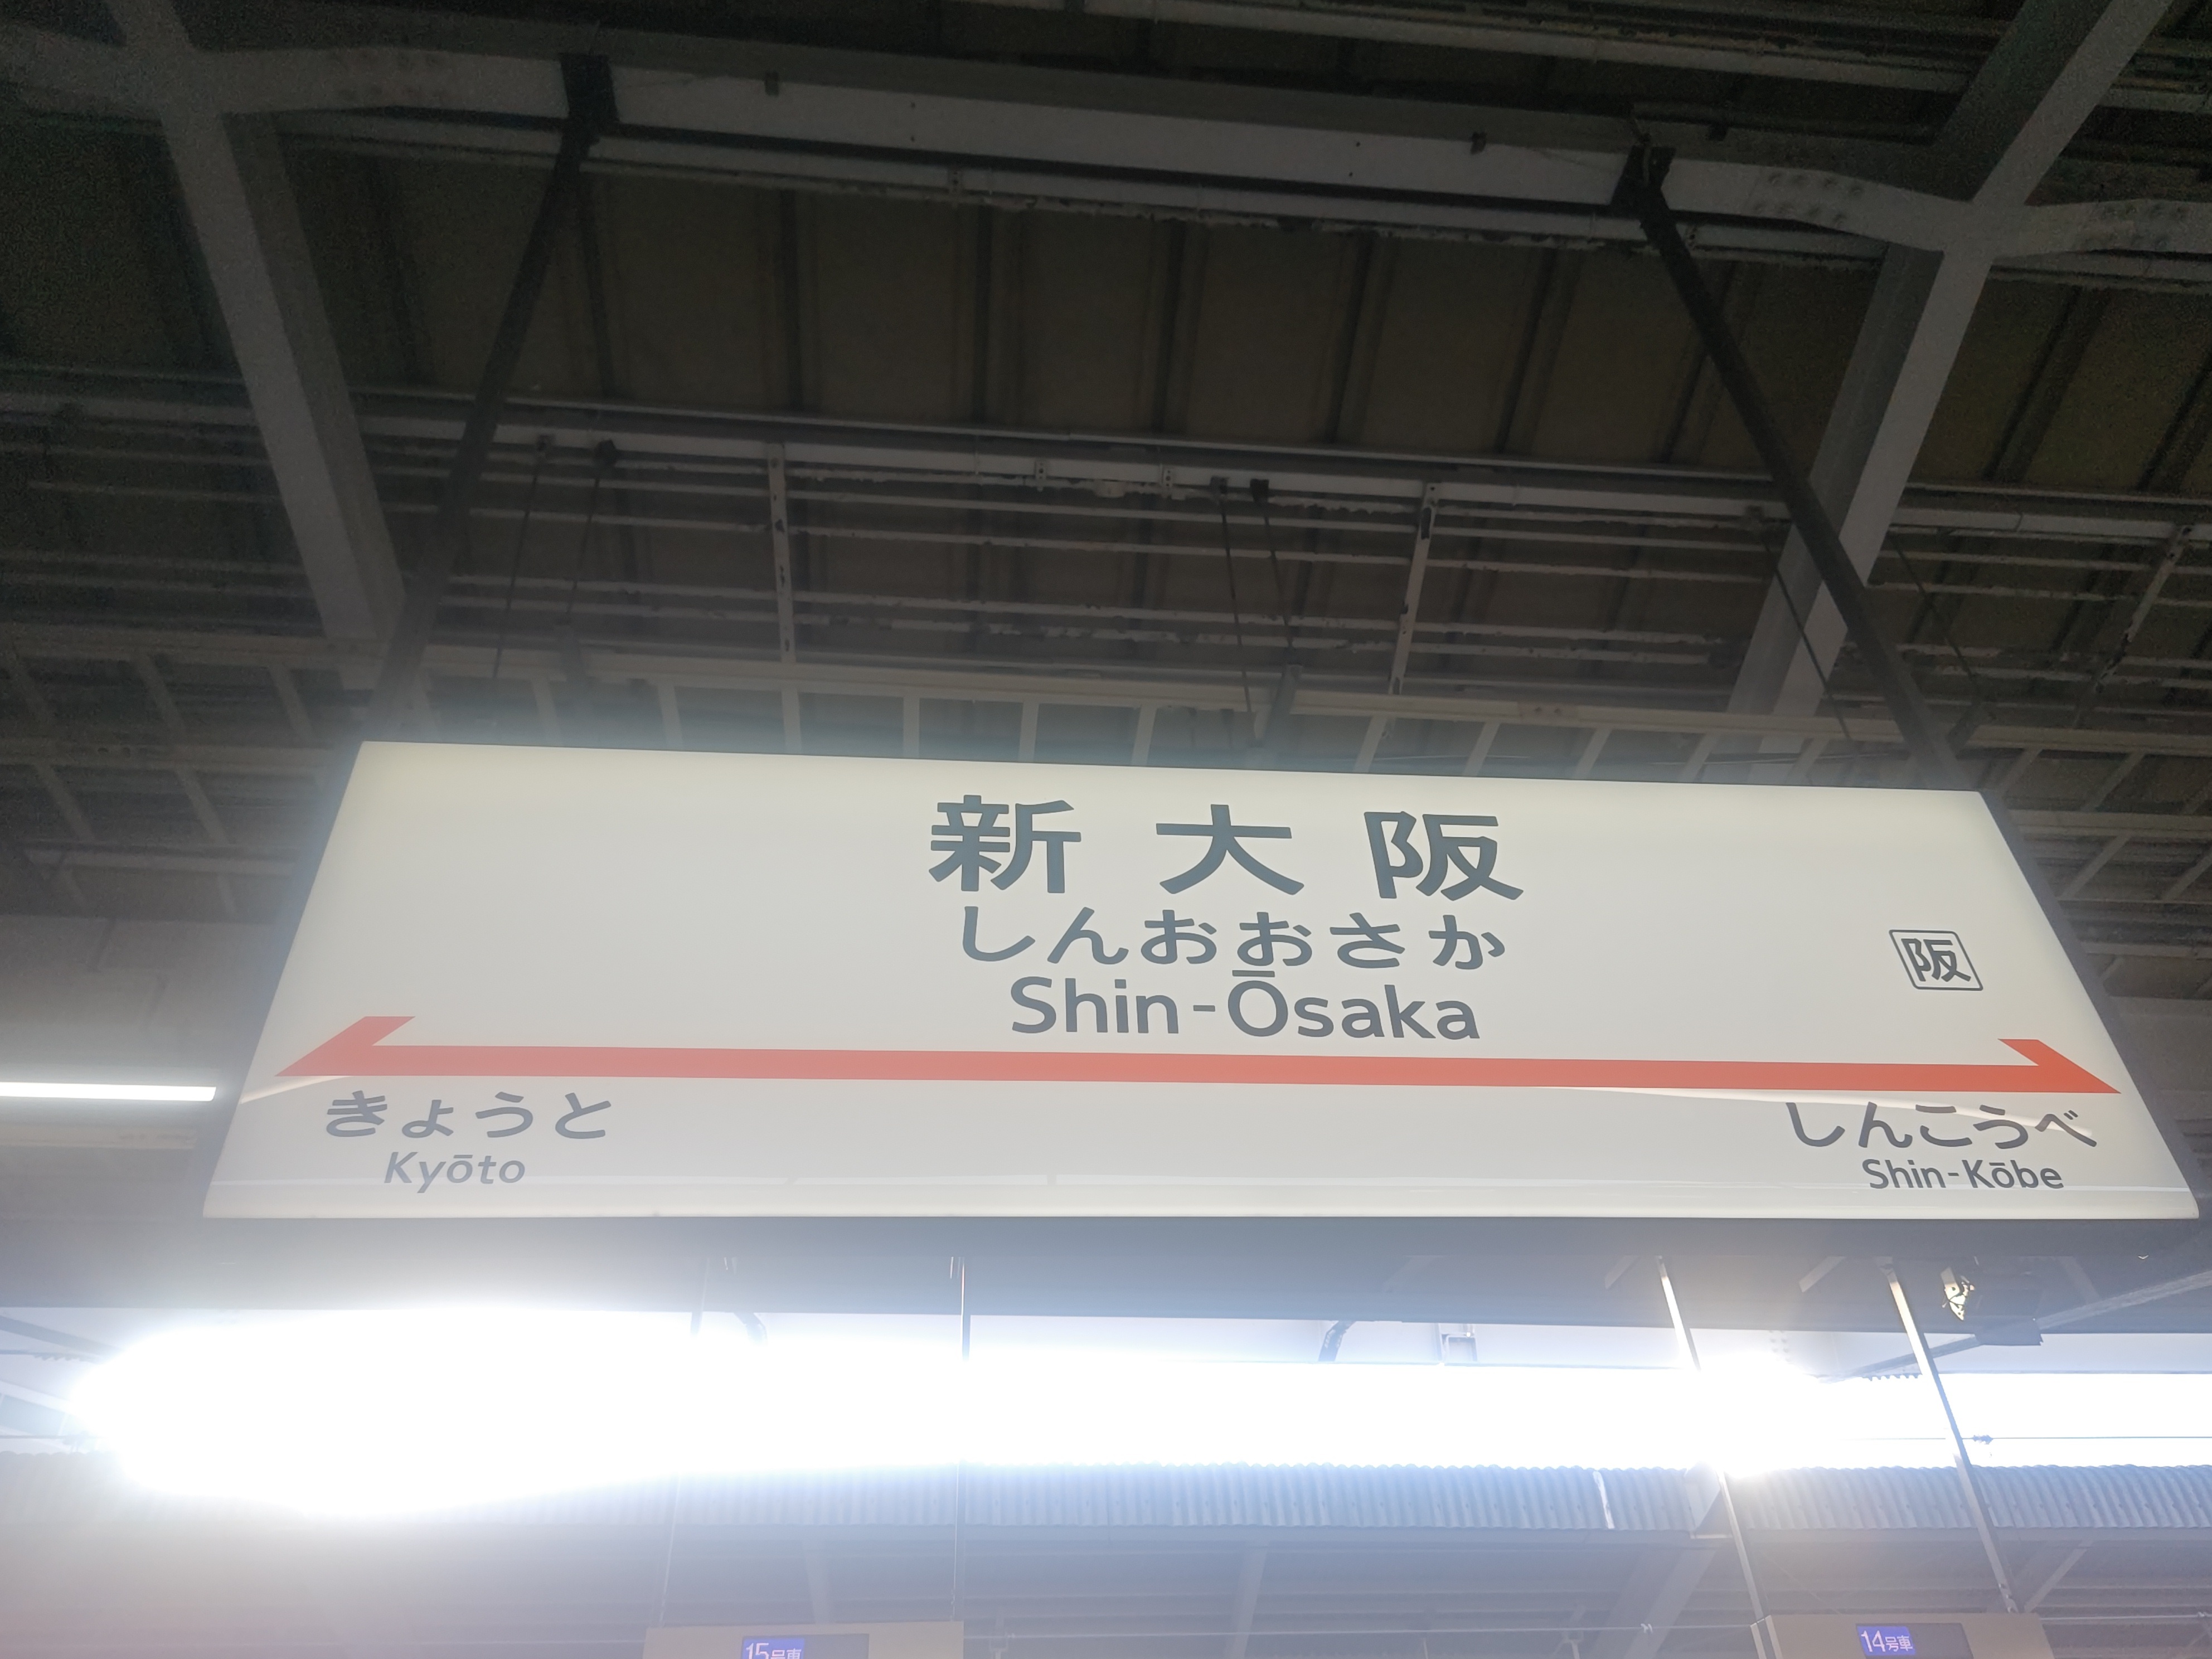 新大阪
しんおおさか
阪
Shin-Ōsaka
きょうと
しんこうべ
Kyōto
Shin-Kōbe
15号車
14号車